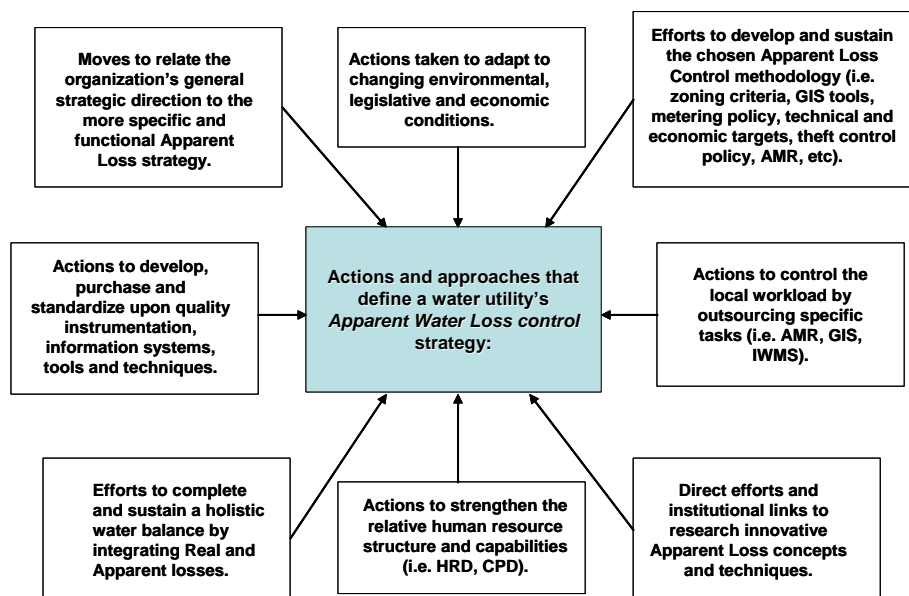 Moves to relate the
organization's general
strategic direction to the
more specific and
functional Apparent
Loss strategy.
Actions taken to adapt to
changing environmental,
legislative and economic
conditions.
Efforts to develop and sustain
the chosen Apparent Loss
Control methodology (i.e.
zoning criteria, GIS tools,
metering policy, technical and
economic targets, theft control
policy, AMR, etc).
Actions to develop,
purchase and
standardize upon quality
instrumentation,
information systems,
tools and techniques.
Actions and approaches that
define a water utility's
Apparent Water Loss control
strategy:
Actions to control the
local workload by
outsourcing specific
tasks (i.e. AMR, GIS,
IWMS).
Efforts to complete
and sustain a holistic
water balance by
integrating Real and
Apparent losses.
Actions to strengthen the
relative human resource
structure and capabilities
(i.e. HRD, CPD).
Direct efforts and
institutional links to
research innovative
Apparent Loss concepts
and techniques.